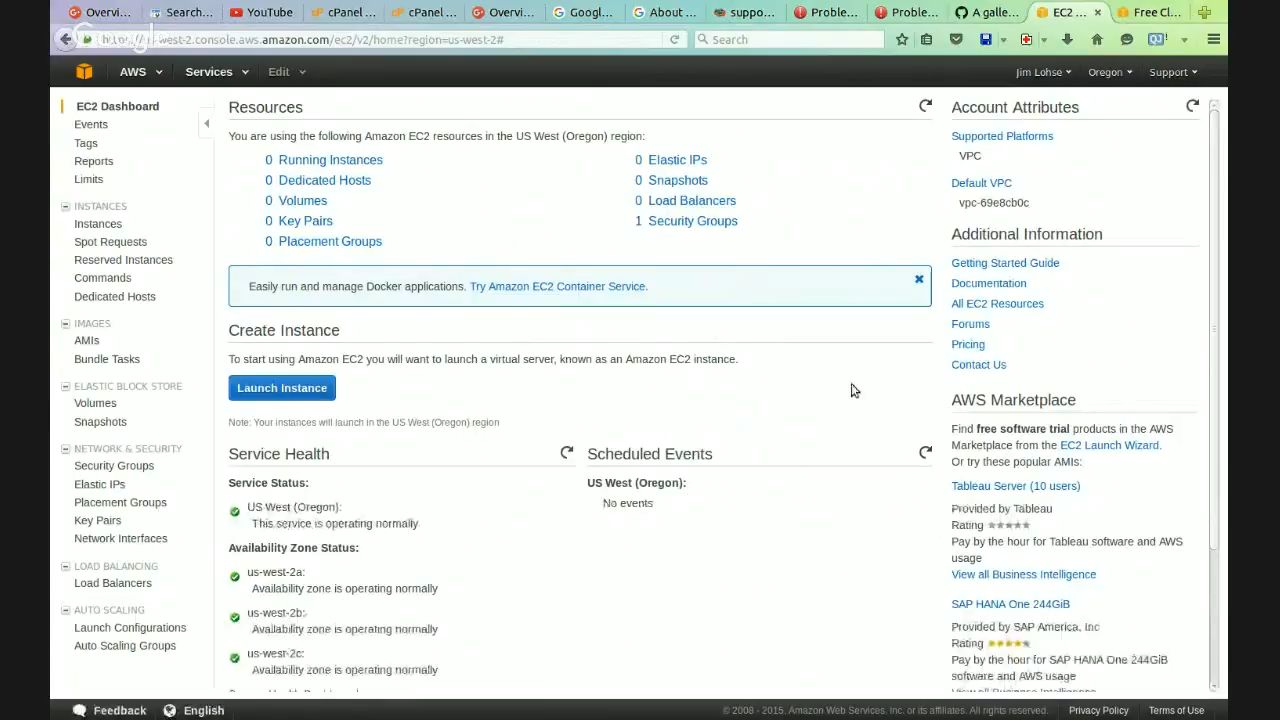 Overvi...
Search...
YouTube
cPanel ...
cPanel ...
Overvi...
Googl...
About ...
suppo...
Proble...
Proble...
A galle...
EC2 ...
Free Cl...
west-2.console.aws.amazon.com/ec2/v2/home?region=us-west-2#
Search
AWS
Services
Edit
Jim Lohse
Oregon
Support
EC2 Dashboard
Events
Tags
Reports
Limits
INSTANCES
Instances
Spot Requests
Reserved Instances
Commands
Dedicated Hosts
IMAGES
AMIs
Bundle Tasks
ELASTIC BLOCK STORE
Volumes
Snapshots
NETWORK & SECURITY
Security Groups
Elastic IPs
Placement Groups
Key Pairs
Network Interfaces
LOAD BALANCING
Load Balancers
AUTO SCALING
Launch Configurations
Auto Scaling Groups
Resources
You are using the following Amazon EC2 resources in the US West (Oregon) region:
0 Running Instances
0 Elastic IPs
0 Dedicated Hosts
0 Snapshots
0 Volumes
0 Load Balancers
0 Key Pairs
1 Security Groups
0 Placement Groups
Easily run and manage Docker applications. Try Amazon EC2 Container Service.
Create Instance
To start using Amazon EC2 you will want to launch a virtual server, known as an Amazon EC2 instance.
Launch Instance
Note: Your instances will launch in the US West (Oregon) region
Service Health
Service Status:
US West (Oregon):
This service is operating normally
Availability Zone Status:
us-west-2a:
Availability zone is operating normally
us-west-2b:
Availability zone is operating normally
us-west-2c:
Availability zone is operating normally
Scheduled Events
US West (Oregon):
No events
Account Attributes
Supported Platforms
VPC
Default VPC
vpc-69e8cb0c
Additional Information
Getting Started Guide
Documentation
All EC2 Resources
Forums
Pricing
Contact Us
AWS Marketplace
Find free software trial products in the AWS
Marketplace from the EC2 Launch Wizard.
Or try these popular AMIs:
Tableau Server (10 users)
Provided by Tableau
Rating
Pay by the hour for Tableau software and AWS
usage
View all Business Intelligence
SAP HANA One 244GiB
Provided by SAP America, Inc
Rating
Pay by the hour for SAP HANA One 244GiB
software and AWS usage
View all Business Intelligence
Feedback
English
© 2008 - 2015, Amazon Web Services, Inc. or its affiliates. All rights reserved.
Privacy Policy
Terms of Use